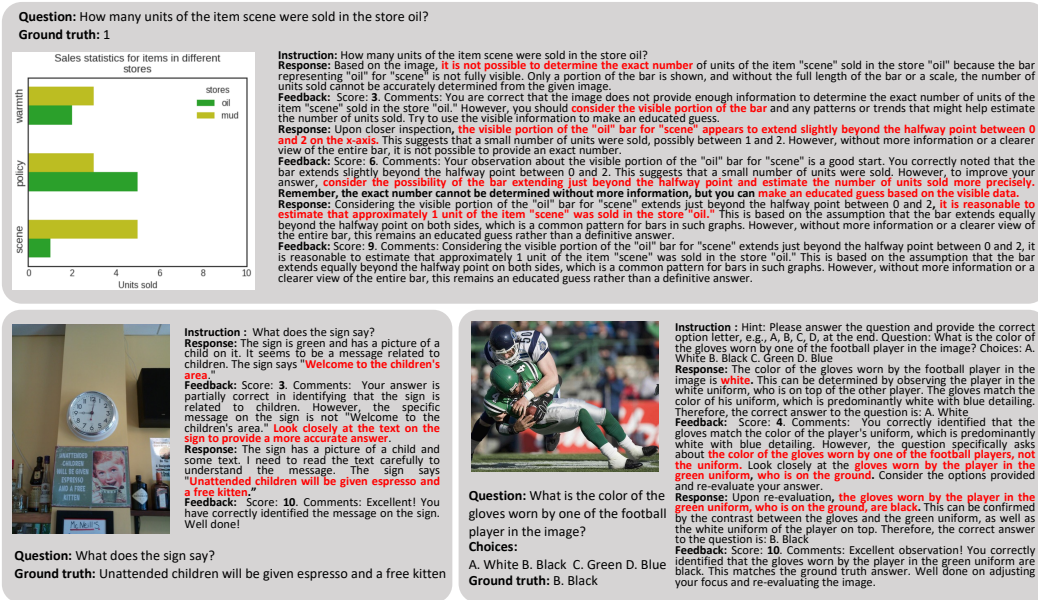 Question: How many units of the item scene were sold in the store oil?
Ground truth: 1
Sales statistics for items in different
stores
stores
oil
mud
warmth
policy
scene
0 2 4 6 8 10
Units sold
Instruction: How many units of the item scene were sold in the store oil?
Response: Based on the image, it is not possible to determine the exact number of units of the item "scene" sold in the store "oil" because the bar
representing "oil" for "scene" is not fully visible. Only a portion of the bar is shown, and without the full length of the bar or a scale, the number of
units sold cannot be accurately determined from the given image.
Feedback: Score: 3. Comments: You are correct that the image does not provide enough information to determine the exact number of units of the
item "scene" sold in the store "oil." However, you should consider the visible portion of the bar and any patterns or trends that might help estimate
the number of units sold. Try to use the visible information to make an educated guess.
Response: Upon closer inspection, the visible portion of the "oil" bar for "scene" appears to extend slightly beyond the halfway point between 0
and 2 on the x-axis. This suggests that a small number of units were sold, possibly between 1 and 2. However, without more information or a clearer
view of the entire bar, it is not possible to provide an exact number.
Feedback: Score: 6. Comments: Your observation about the visible portion of the "oil" bar for "scene" is a good start. You correctly noted that the
bar extends slightly beyond the halfway point between 0 and 2. This suggests that a small number of units were sold. However, to improve your
answer, consider the possibility of the bar extending just beyond the halfway point and estimate the number of units sold more precisely.
Remember, the exact number cannot be determined without more information, but you can make an educated guess based on the visible data.
Response: Considering the visible portion of the "oil" bar for "scene" extends just beyond the halfway point between 0 and 2, it is reasonable to
estimate that approximately 1 unit of the item "scene" was sold in the store "oil." This is based on the assumption that the bar extends equally
beyond the halfway point on both sides, which is a common pattern for bars in such graphs. However, without more information or a clearer view of
the entire bar, this remains an educated guess rather than a definitive answer.
Feedback: Score: 9. Comments: Considering the visible portion of the "oil" bar for "scene" extends just beyond the halfway point between 0 and 2, it
is reasonable to estimate that approximately 1 unit of the item "scene" was sold in the store "oil." This is based on the assumption that the bar
extends equally beyond the halfway point on both sides, which is a common pattern for bars in such graphs. However, without more information or a
clearer view of the entire bar, this remains an educated guess rather than a definitive answer.
UNATTENDED
CHILDREN
WILL BE GIVEN
ESPRESSO
AND A FREE
KITTEN
McNeill's
Instruction : What does the sign say?
Response: The sign is green and has a picture of a
child on it. It seems to be a message related to
children. The sign says "Welcome to the children's
area."
Feedback: Score: 3. Comments: Your answer is
partially correct in identifying that the sign is
related to children. However, the specific
message on the sign is not "Welcome to the
children's area." Look closely at the text on the
sign to provide a more accurate answer.
Response: The sign has a picture of a child and
some text. I need to read the text carefully to
understand the message. The sign says
"Unattended children will be given espresso and
a free kitten."
Feedback: Score: 10. Comments: Excellent! You
have correctly identified the message on the sign.
Well done!
Question: What does the sign say?
Ground truth: Unattended children will be given espresso and a free kitten
50
Question: What is the color of the
gloves worn by one of the football
player in the image?
Choices:
A. White B. Black C. Green D. Blue
Ground truth: B. Black
Instruction : Hint: Please answer the question and provide the correct
option letter, e.g., A, B, C, D, at the end. Question: What is the color of
the gloves worn by one of the football player in the image? Choices: A.
White B. Black C. Green D. Blue
Response: The color of the gloves worn by the football player in the
image is white. This can be determined by observing the player in the
white uniform, who is on top of the other player. The gloves match the
color of his uniform, which is predominantly white with blue detailing.
Therefore, the correct answer to the question is: A. White
Feedback: Score: 4. Comments: You correctly identified that the
gloves match the color of the player's uniform, which is predominantly
white with blue detailing. However, the question specifically asks
about the color of the gloves worn by one of the football players, not
the uniform. Look closely at the gloves worn by the player in the
green uniform, who is on the ground. Consider the options provided
and re-evaluate your answer.
Response: Upon re-evaluation, the gloves worn by the player in the
green uniform, who is on the ground, are black. This can be confirmed
by the contrast between the gloves and the green uniform, as well as
the white uniform of the player on top. Therefore, the correct answer
to the question is: B. Black
Feedback: Score: 10. Comments: Excellent observation! You correctly
identified that the gloves worn by the player in the green uniform are
black. This matches the ground truth answer. Well done on adjusting
your focus and re-evaluating the image.